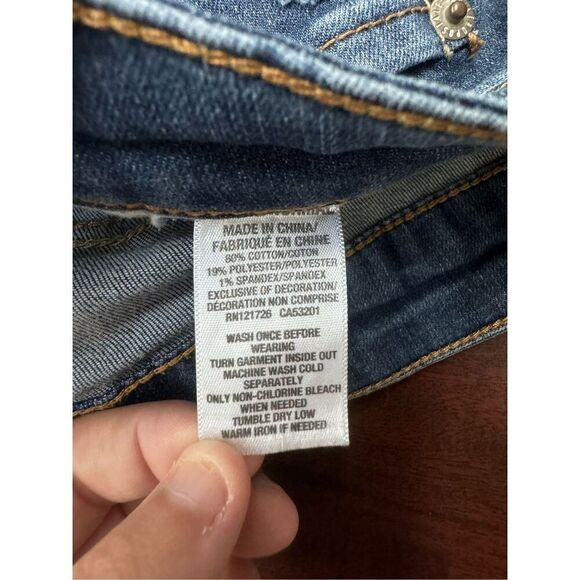 MADE IN CHINA/
FABRIQUÉ EN CHINE
80% COTTON/COTON
19% POLYESTER/POLYESTER
1% SPANDEX/SPANDEX
EXCLUSIVE OF DECORATION/
DÉCORATION NON COMPRISE
RN121726 CA53201
WASH ONCE BEFORE
WEARING
TURN GARMENT INSIDE OUT
MACHINE WASH COLD
SEPARATELY
ONLY NON-CHLORINE BLEACH
WHEN NEEDED
TUMBLE DRY LOW
WARM IRON IF NEEDED